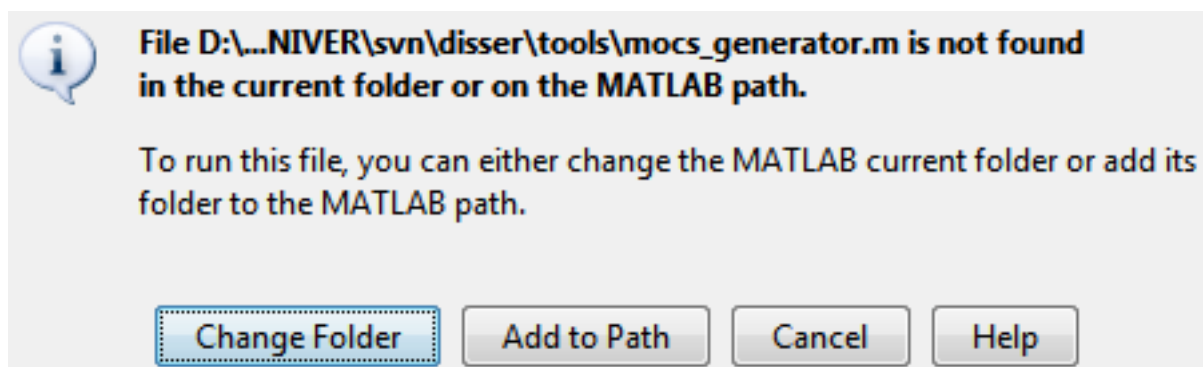 File D:\...NIVER\svn\disser\tools\mocs_generator.m is not found
in the current folder or on the MATLAB path.
To run this file, you can either change the MATLAB current folder or add its
folder to the MATLAB path.
Change Folder Add to Path Cancel Help